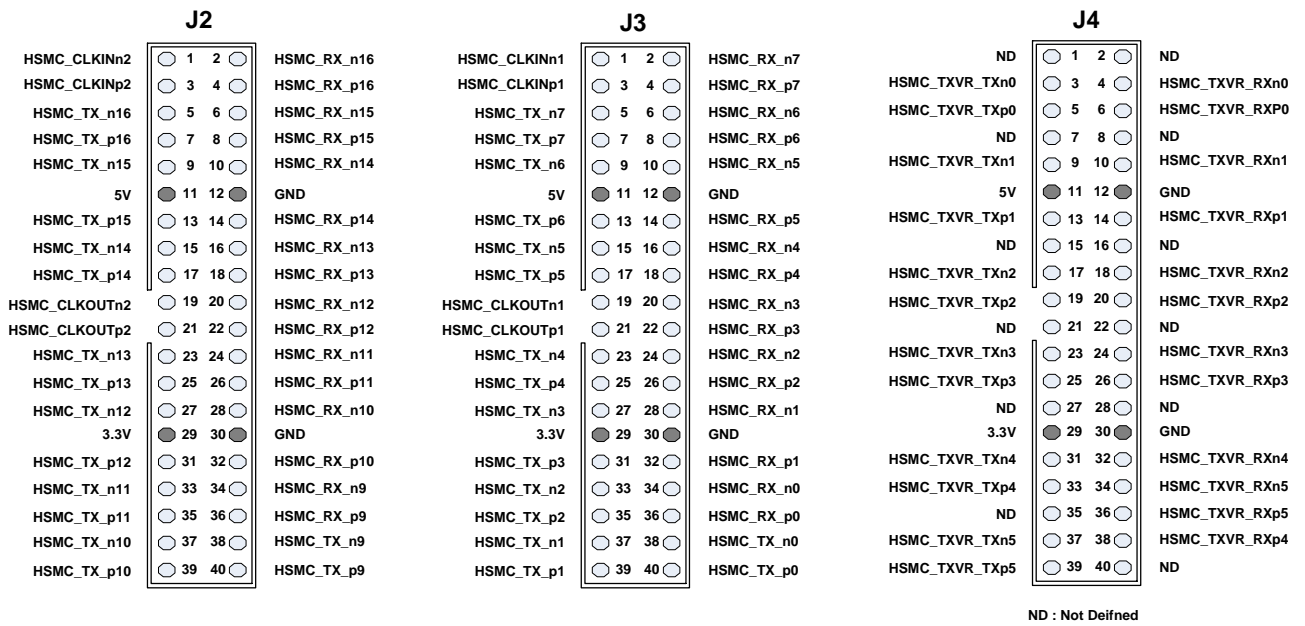 J2
HSMC_CLKINn2 1 2 HSMC_RX_n16
HSMC_CLKINp2 3 4 HSMC_RX_p16
HSMC_TX_n16 5 6 HSMC_RX_n15
HSMC_TX_p16 7 8 HSMC_RX_p15
HSMC_TX_n15 9 10 HSMC_RX_n14
5V 11 12 GND
HSMC_TX_p15 13 14 HSMC_RX_p14
HSMC_TX_n14 15 16 HSMC_RX_n13
HSMC_TX_p14 17 18 HSMC_RX_p13
HSMC_CLKOUTn2 19 20 HSMC_RX_n12
HSMC_CLKOUTp2 21 22 HSMC_RX_p12
HSMC_TX_n13 23 24 HSMC_RX_n11
HSMC_TX_p13 25 26 HSMC_RX_p11
HSMC_TX_n12 27 28 HSMC_RX_n10
3.3V 29 30 GND
HSMC_TX_p12 31 32 HSMC_RX_p10
HSMC_TX_n11 33 34 HSMC_RX_n9
HSMC_TX_p11 35 36 HSMC_RX_p9
HSMC_TX_n10 37 38 HSMC_TX_n9
HSMC_TX_p10 39 40 HSMC_TX_p9
J3
HSMC_CLKINn1 1 2 HSMC_RX_n7
HSMC_CLKINp1 3 4 HSMC_RX_p7
HSMC_TX_n7 5 6 HSMC_RX_n6
HSMC_TX_p7 7 8 HSMC_RX_p6
HSMC_TX_n6 9 10 HSMC_RX_n5
5V 11 12 GND
HSMC_TX_p6 13 14 HSMC_RX_p5
HSMC_TX_n5 15 16 HSMC_RX_n4
HSMC_TX_p5 17 18 HSMC_RX_p4
HSMC_CLKOUTn1 19 20 HSMC_RX_n3
HSMC_CLKOUTp1 21 22 HSMC_RX_p3
HSMC_TX_n4 23 24 HSMC_RX_n2
HSMC_TX_p4 25 26 HSMC_RX_p2
HSMC_TX_n3 27 28 HSMC_RX_n1
3.3V 29 30 GND
HSMC_TX_p3 31 32 HSMC_RX_p1
HSMC_TX_n2 33 34 HSMC_RX_n0
HSMC_TX_p2 35 36 HSMC_RX_p0
HSMC_TX_n1 37 38 HSMC_TX_n0
HSMC_TX_p1 39 40 HSMC_TX_p0
J4
ND 1 2 ND
HSMC_TXVR_TXn0 3 4 HSMC_TXVR_RXn0
HSMC_TXVR_TXp0 5 6 HSMC_TXVR_RXP0
ND 7 8 ND
HSMC_TXVR_TXn1 9 10 HSMC_TXVR_RXn1
5V 11 12 GND
HSMC_TXVR_TXp1 13 14 HSMC_TXVR_RXp1
ND 15 16 ND
HSMC_TXVR_TXn2 17 18 HSMC_TXVR_RXn2
HSMC_TXVR_TXp2 19 20 HSMC_TXVR_RXp2
ND 21 22 ND
HSMC_TXVR_TXn3 23 24 HSMC_TXVR_RXn3
HSMC_TXVR_TXp3 25 26 HSMC_TXVR_RXp3
ND 27 28 ND
3.3V 29 30 GND
HSMC_TXVR_TXn4 31 32 HSMC_TXVR_RXn4
HSMC_TXVR_TXp4 33 34 HSMC_TXVR_RXn5
ND 35 36 HSMC_TXVR_RXp5
HSMC_TXVR_TXn5 37 38 HSMC_TXVR_RXp4
HSMC_TXVR_TXp5 39 40 ND
ND : Not Deifned